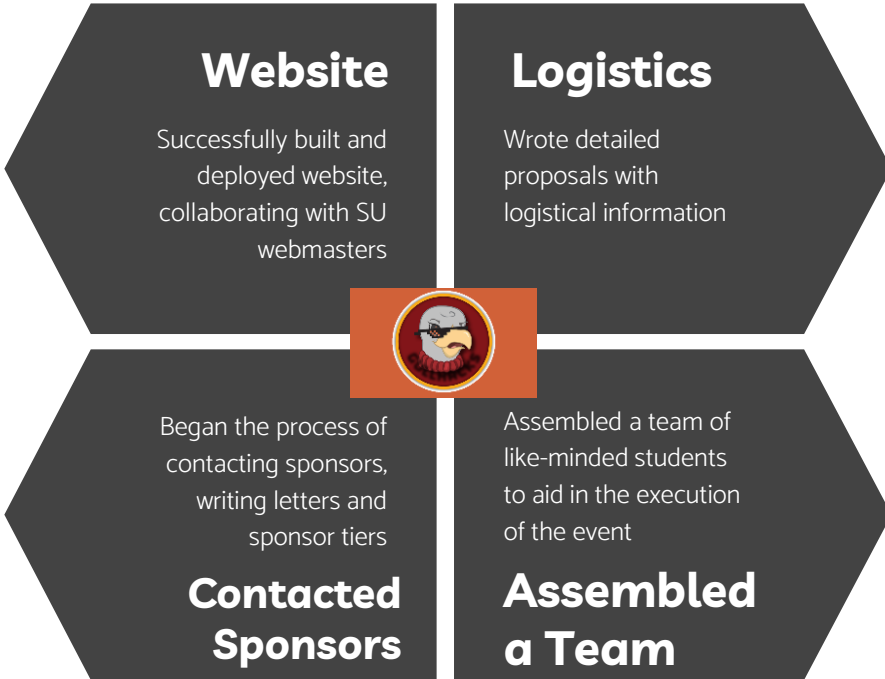 Website
Successfully built and
deployed website,
collaborating with SU
webmasters
Logistics
Wrote detailed
proposals with
logistical information
GULLHACKS
Began the process of
contacting sponsors,
writing letters and
sponsor tiers
Contacted
Sponsors
Assembled a team of
like-minded students
to aid in the execution
of the event
Assembled
a Team